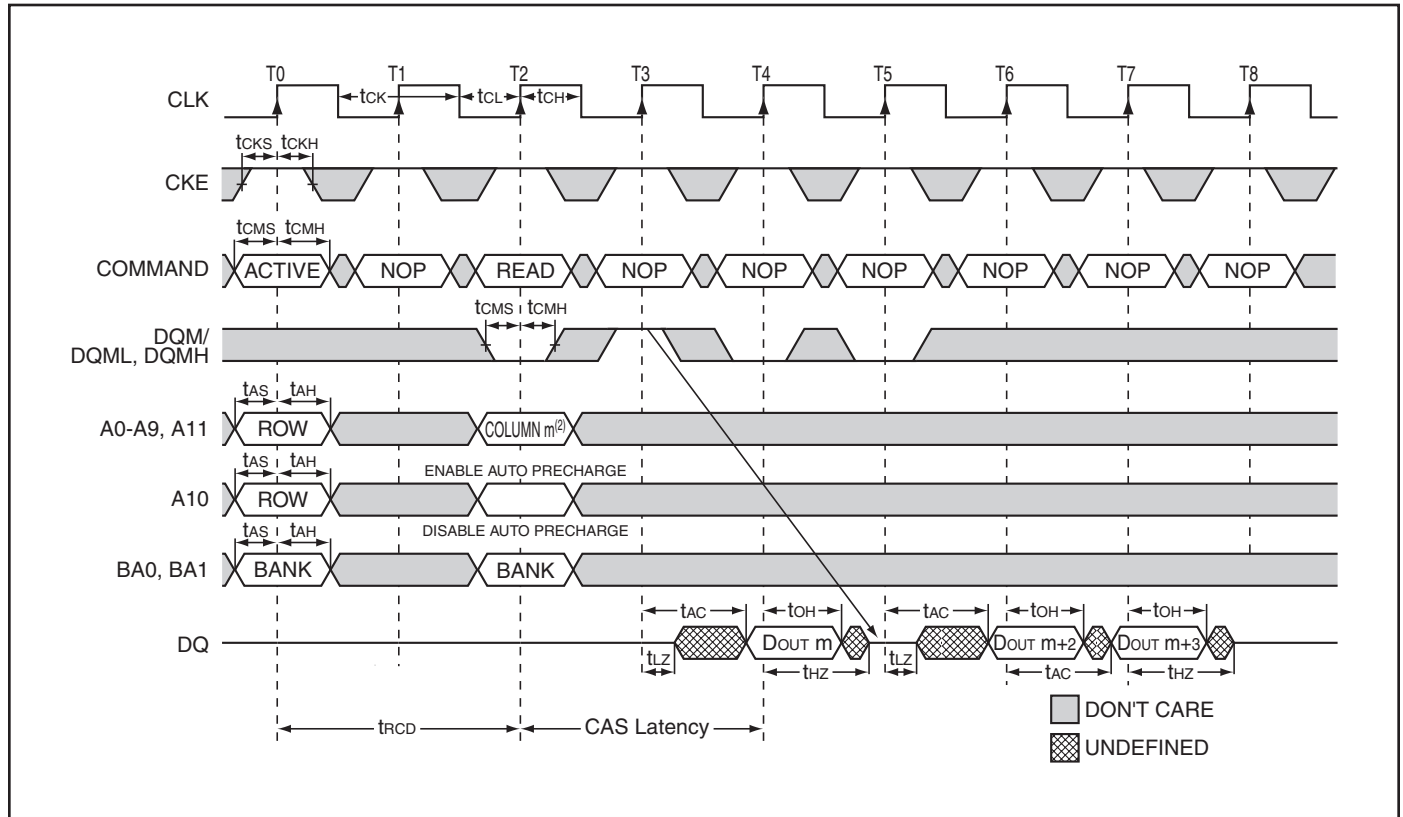 T0 T1 T2 T3 T4 T5 T6 T7 T8
CLK tCK tCL tCH
tCKS tCKH
CKE
tCMS tCMH
COMMAND ACTIVE NOP READ NOP NOP NOP NOP NOP NOP
tCMS tCMH
DQM/
DQML, DQMH
tAS tAH
A0-A9, A11 ROW COLUMN m(2)
tAS tAH ENABLE AUTO PRECHARGE
A10 ROW
tAS tAH DISABLE AUTO PRECHARGE
BA0, BA1 BANK BANK
tAC tOH tAC tOH tOH
DQ DOUT m DOUT m+2 DOUT m+3
tLZ tHZ tLZ tAC tHZ
DON'T CARE
tRCD CAS Latency
UNDEFINED